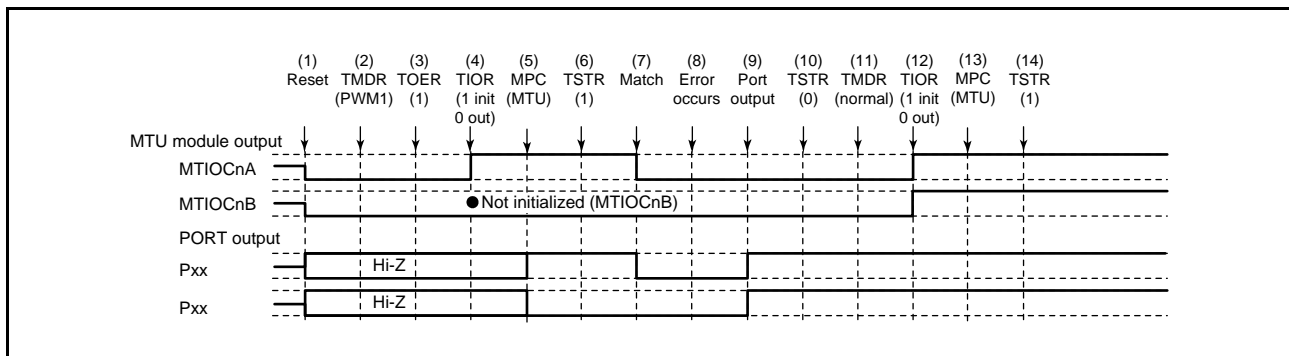 (1) (2) (3) (4) (5) (6) (7) (8) (9) (10) (11) (12) (13) (14)
Reset TMDR TOER TIOR MPC TSTR Match Error Port TSTR TMDR TIOR MPC TSTR
(PWM1) (1) (1 init (MTU) (1) occurs output (0) (normal) (1 init (MTU) (1)
0 out) 0 out)
MTU module output
MTIOCnA
MTIOCnB Not initialized (MTIOCnB)
PORT output
Pxx Hi-Z
Pxx Hi-Z